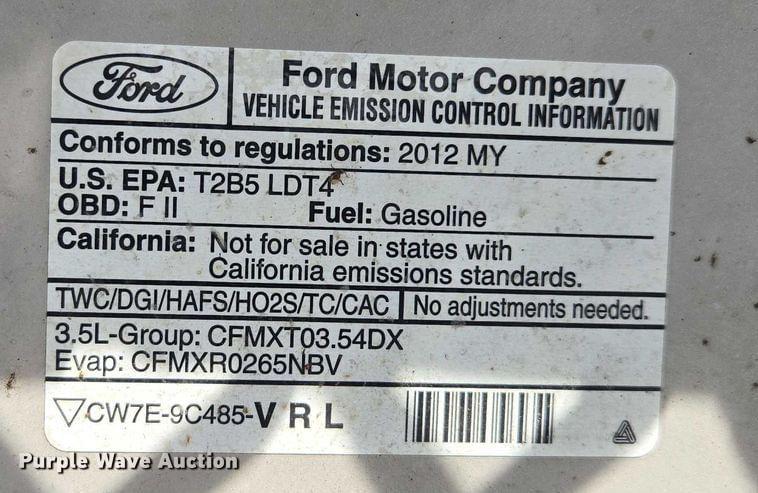 Ford
Ford Motor Company
VEHICLE EMISSION CONTROL INFORMATION
Conforms to regulations: 2012 MY
U.S. EPA: T2B5 LDT4
OBD: F II Fuel: Gasoline
California: Not for sale in states with
California emissions standards.
TWC/DGI/HAFS/HO2S/TC/CAC No adjustments needed.
3.5L-Group: CFMXT03.54DX
Evap: CFMXR0265NBV
▽CW7E-9C485-V R L
Purple Wave Auction